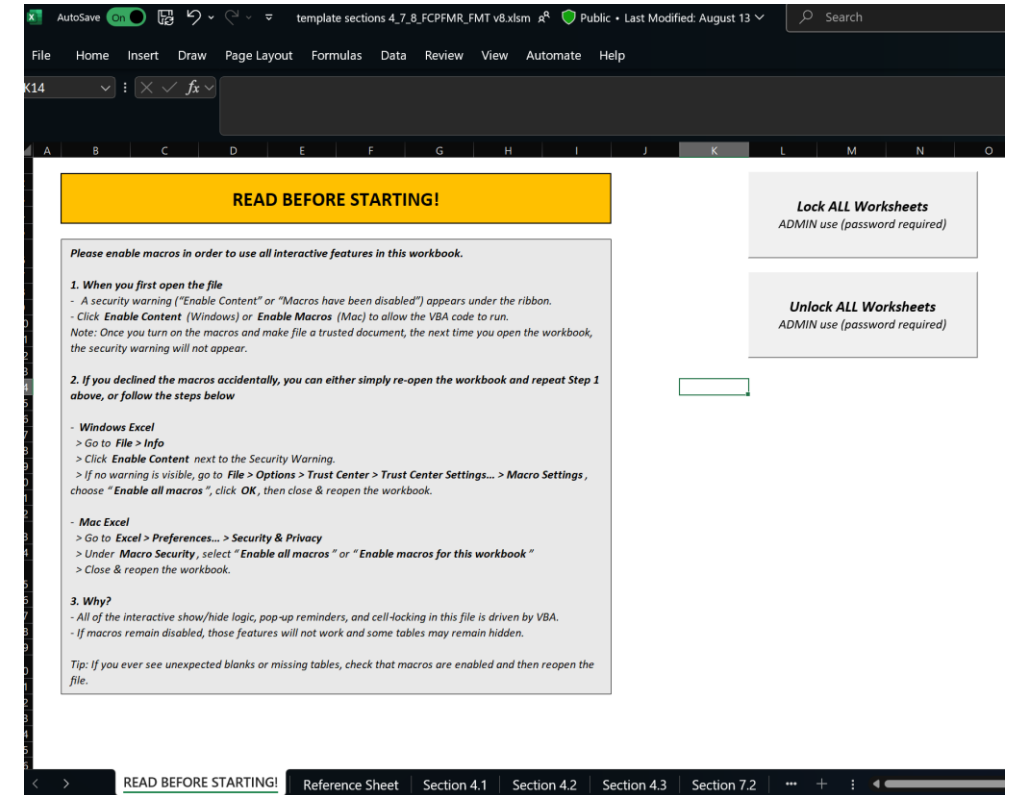 AutoSave On template sections 4_7_8_FCPFMR_FMT v8.xlsm Public • Last Modified: August 13 Search
File Home Insert Draw Page Layout Formulas Data Review View Automate Help
K14 fx
A B C D E F G H I J K L M N O
READ BEFORE STARTING!
Please enable macros in order to use all interactive features in this workbook.
1. When you first open the file
- A security warning ("Enable Content" or "Macros have been disabled") appears under the ribbon.
- Click Enable Content (Windows) or Enable Macros (Mac) to allow the VBA code to run.
Note: Once you turn on the macros and make file a trusted document, the next time you open the workbook,
the security warning will not appear.
2. If you declined the macros accidentally, you can either simply re-open the workbook and repeat Step 1
above, or follow the steps below
- Windows Excel
> Go to File > Info
> Click Enable Content next to the Security Warning.
> If no warning is visible, go to File > Options > Trust Center > Trust Center Settings... > Macro Settings,
choose "Enable all macros", click OK, then close & reopen the workbook.
- Mac Excel
> Go to Excel > Preferences... > Security & Privacy
> Under Macro Security, select "Enable all macros" or "Enable macros for this workbook"
> Close & reopen the workbook.
3. Why?
- All of the interactive show/hide logic, pop-up reminders, and cell-locking in this file is driven by VBA.
- If macros remain disabled, those features will not work and some tables may remain hidden.
Tip: If you ever see unexpected blanks or missing tables, check that macros are enabled and then reopen the
file.
Lock ALL Worksheets
ADMIN use (password required)
Unlock ALL Worksheets
ADMIN use (password required)
READ BEFORE STARTING! Reference Sheet Section 4.1 Section 4.2 Section 4.3 Section 7.2